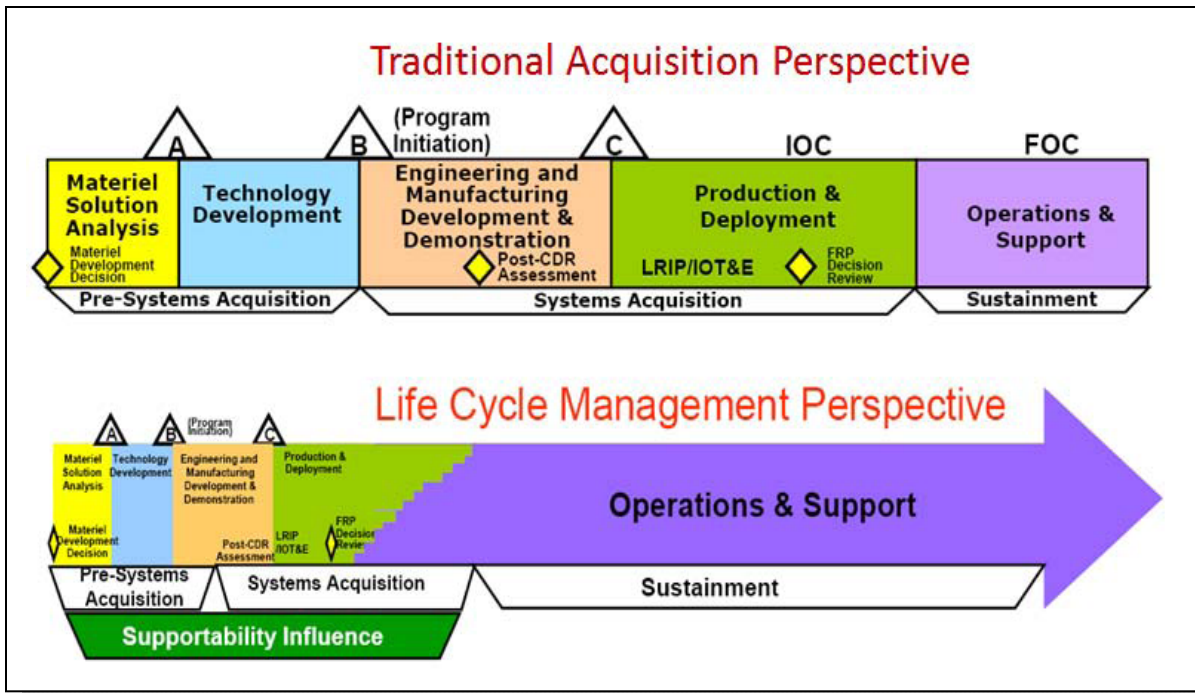 Traditional Acquisition Perspective
A
B
(Program
Initiation)
C
IOC
FOC
Materiel
Solution
Analysis
Materiel
Development
Decision
Technology
Development
Engineering and
Manufacturing
Development &
Demonstration
Post-CDR
Assessment
Production &
Deployment
LRIP/IOT&E
FRP
Decision
Review
Operations &
Support
Pre-Systems Acquisition
Systems Acquisition
Sustainment
Life Cycle Management Perspective
A
B
(Program
Initiation)
C
Materiel
Solution
Analysis
Materiel
Development
Decision
Technology
Development
Engineering and
Manufacturing
Development &
Demonstration
Post-CDR
Assessment
Production &
Deployment
LRIP
/IOT&E
FRP
Decision
Review
Operations & Support
Pre-Systems
Acquisition
Systems Acquisition
Sustainment
Supportability Influence